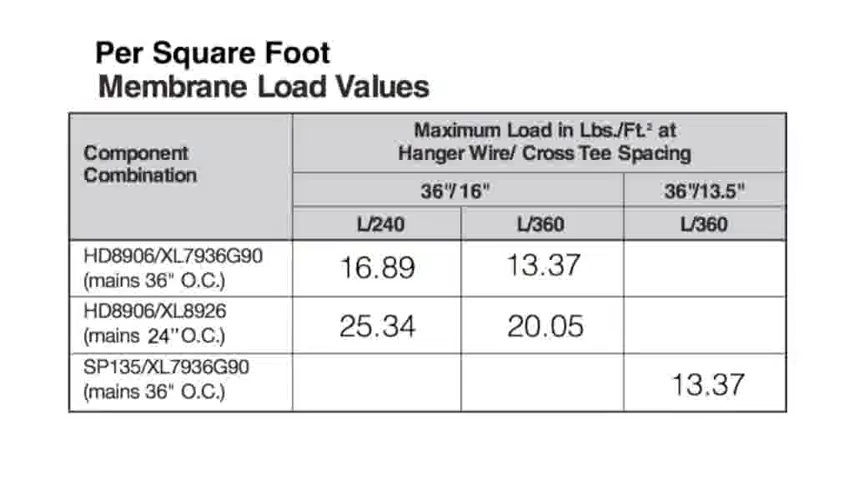 Per Square Foot
Membrane Load Values
Component Combination | Maximum Load in Lbs./Ft.² at
Hanger Wire/ Cross Tee Spacing
36"/16" 36"/13.5"
L/240 L/360 L/360
HD8906/XL7936G90
(mains 36" O.C.) 16.89 13.37
HD8906/XL8926
(mains 24" O.C.) 25.34 20.05
SP135/XL7936G90
(mains 36" O.C.) 13.37